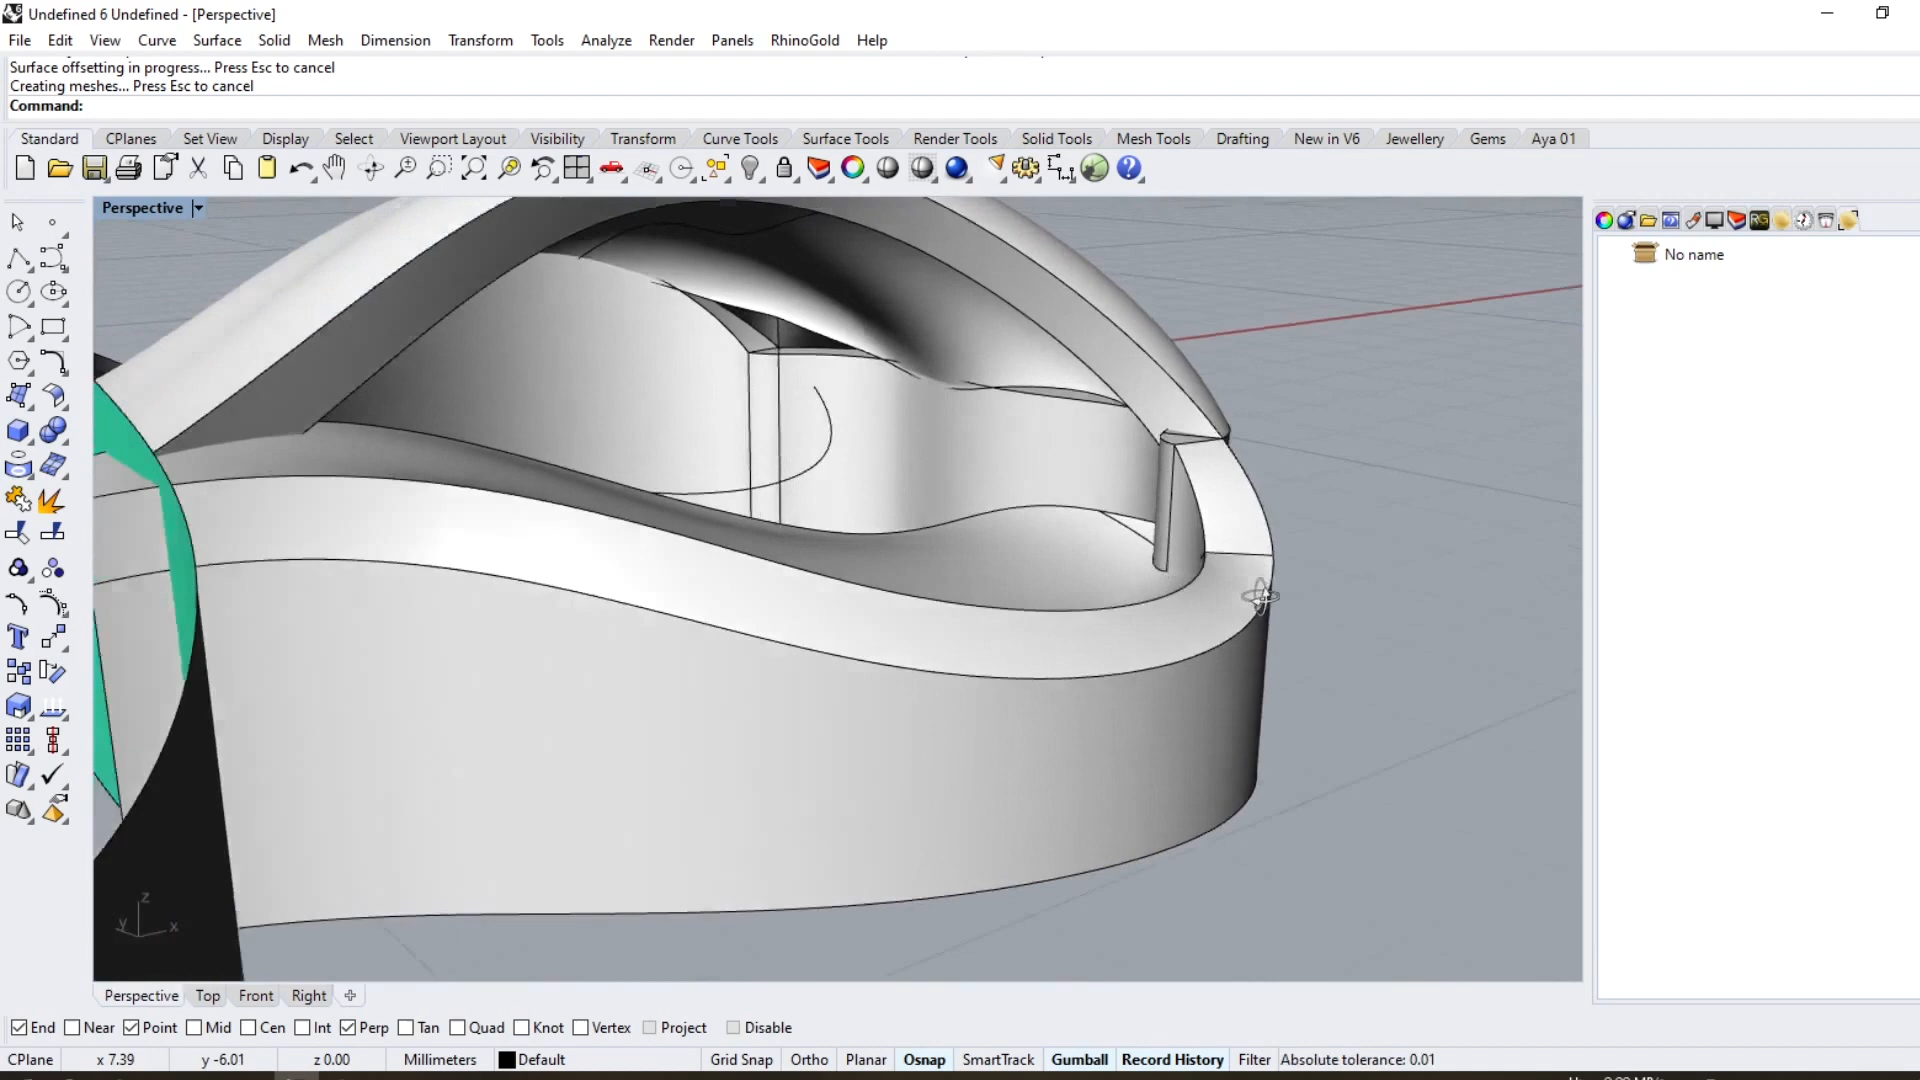 Undefined 6 Undefined - [Perspective]
File Edit View Curve Surface Solid Mesh Dimension Transform Tools Analyze Render Panels RhinoGold Help
Surface offsetting in progress... Press Esc to cancel
Creating meshes... Press Esc to cancel
Command:
Standard CPlanes Set View Display Select Viewport Layout Visibility Transform Curve Tools Surface Tools Render Tools Solid Tools Mesh Tools Drafting New in V6 Jewellery Gems Aya 01
Perspective
RG
No name
z
y x
Perspective Top Front Right
End Near Point Mid Cen Int Perp Tan Quad Knot Vertex Project Disable
CPlane x 7.39 y -6.01 z 0.00 Millimeters Default Grid Snap Ortho Planar Osnap SmartTrack Gumball Record History Filter Absolute tolerance: 0.01